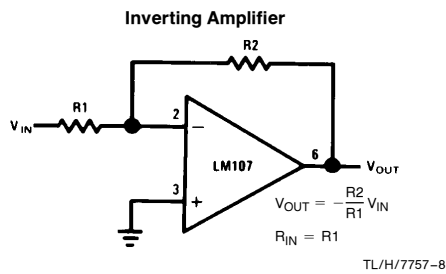 Inverting Amplifier
R2
R1
VIN
2
−
LM107
6
VOUT
3
+
VOUT = −R2/R1 VIN
RIN = R1
TL/H/7757–8